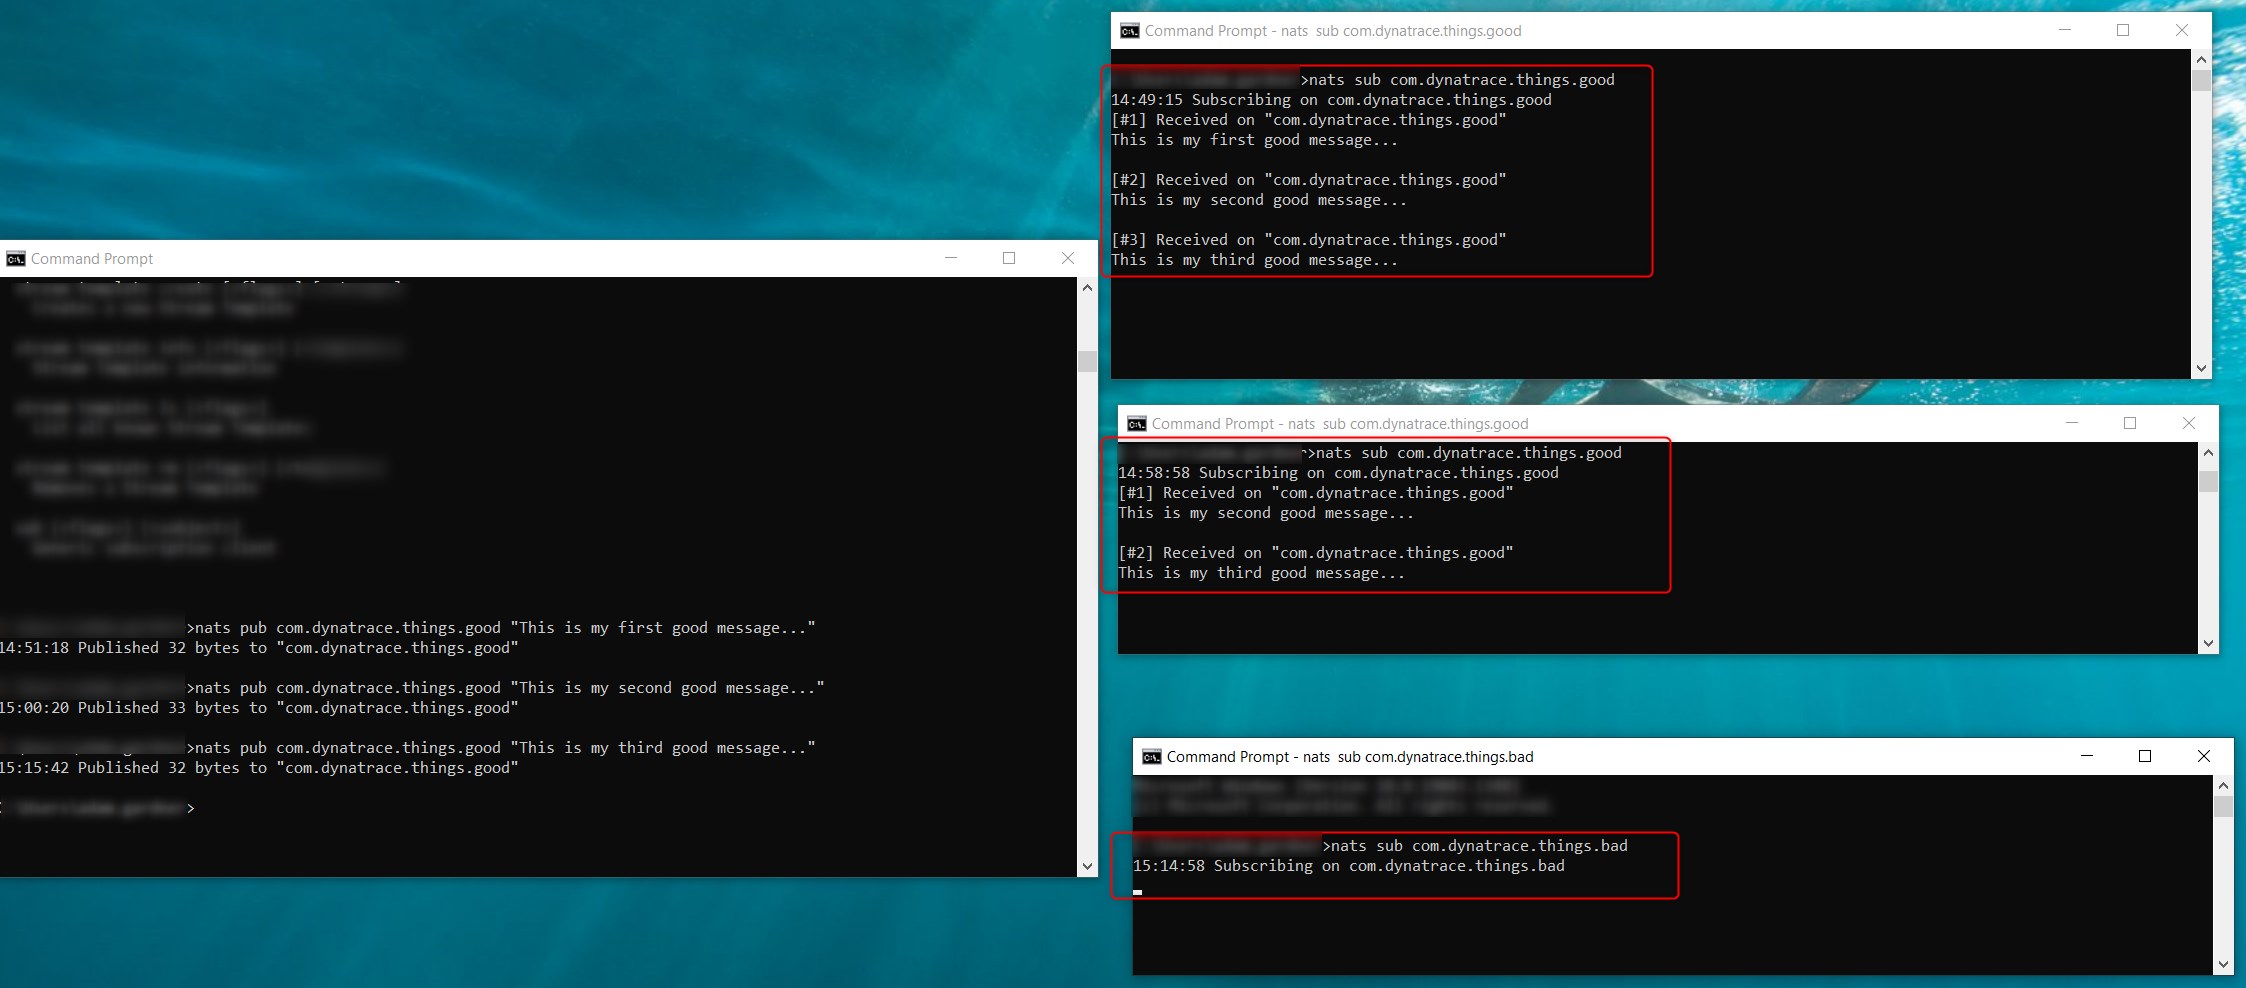 Command Prompt - nats  sub com.dynatrace.things.good
>nats sub com.dynatrace.things.good
14:49:15 Subscribing on com.dynatrace.things.good
[#1] Received on "com.dynatrace.things.good"
This is my first good message...
[#2] Received on "com.dynatrace.things.good"
This is my second good message...
[#3] Received on "com.dynatrace.things.good"
This is my third good message...
Command Prompt
>nats pub com.dynatrace.things.good "This is my first good message..."
14:51:18 Published 32 bytes to "com.dynatrace.things.good"
>nats pub com.dynatrace.things.good "This is my second good message..."
15:00:20 Published 33 bytes to "com.dynatrace.things.good"
>nats pub com.dynatrace.things.good "This is my third good message..."
15:15:42 Published 32 bytes to "com.dynatrace.things.good"
>
Command Prompt - nats  sub com.dynatrace.things.good
>nats sub com.dynatrace.things.good
14:58:58 Subscribing on com.dynatrace.things.good
[#1] Received on "com.dynatrace.things.good"
This is my second good message...
[#2] Received on "com.dynatrace.things.good"
This is my third good message...
Command Prompt - nats  sub com.dynatrace.things.bad
>nats sub com.dynatrace.things.bad
15:14:58 Subscribing on com.dynatrace.things.bad